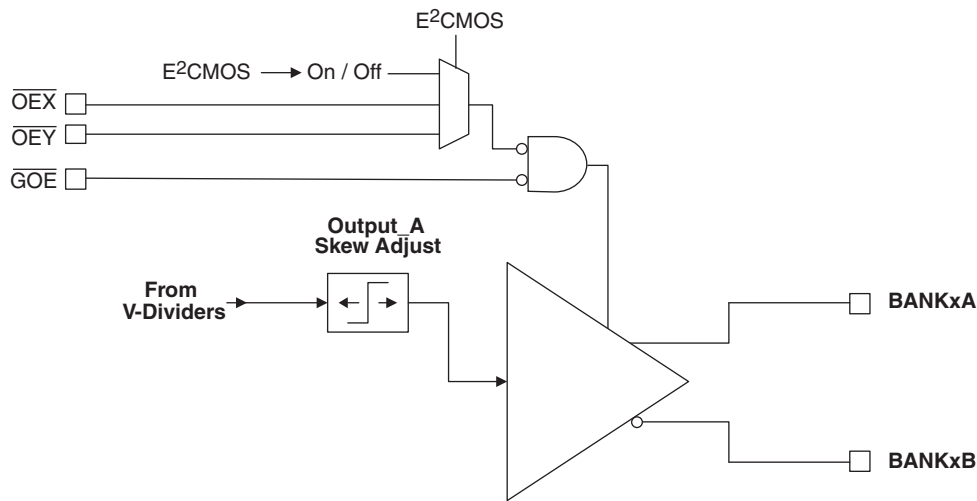 E²CMOS
E²CMOS On / Off
OEX
OEY
GOE
Output_A
Skew Adjust
From
V-Dividers
BANKxA
BANKxB